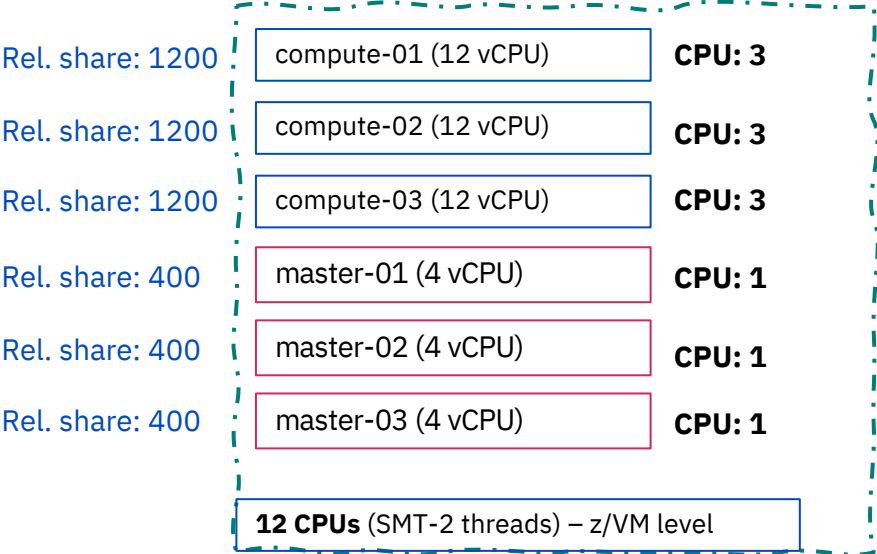 Rel. share: 1200 compute-01 (12 vCPU) CPU: 3
Rel. share: 1200 compute-02 (12 vCPU) CPU: 3
Rel. share: 1200 compute-03 (12 vCPU) CPU: 3
Rel. share: 400 master-01 (4 vCPU) CPU: 1
Rel. share: 400 master-02 (4 vCPU) CPU: 1
Rel. share: 400 master-03 (4 vCPU) CPU: 1
12 CPUs (SMT-2 threads) – z/VM level